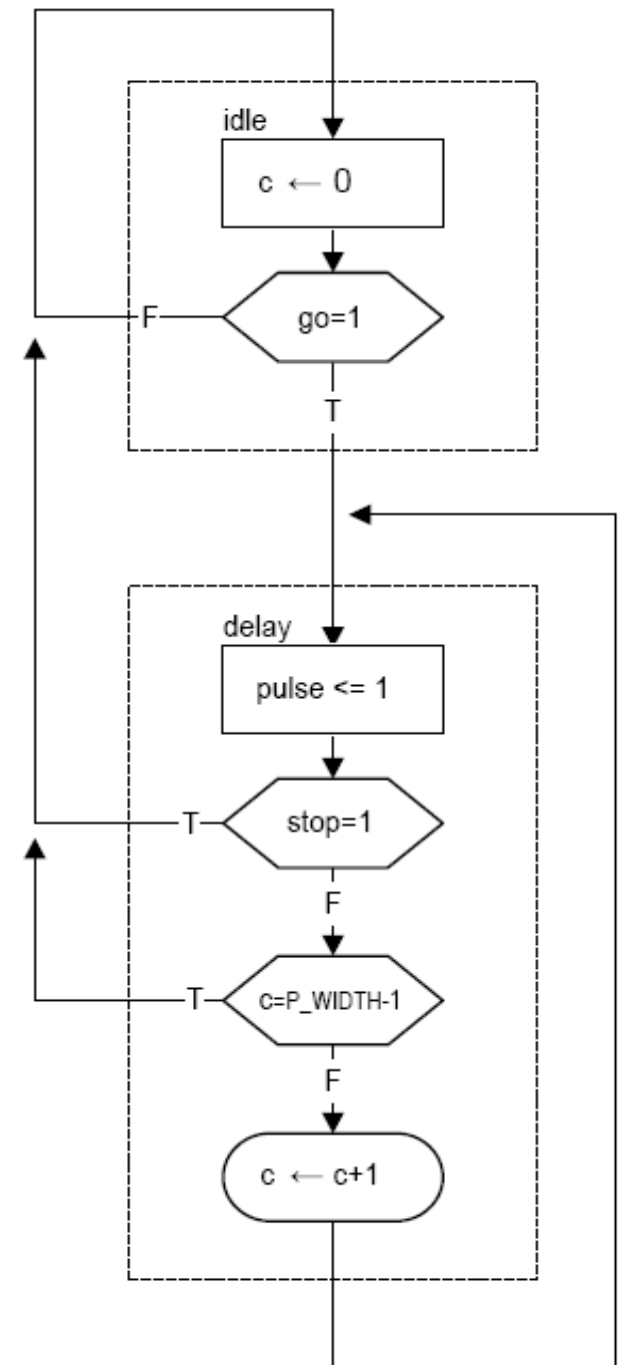 idle
c ← 0
go=1
F
T
delay
pulse <= 1
stop=1
T
F
c=P_WIDTH-1
T
F
c ← c+1